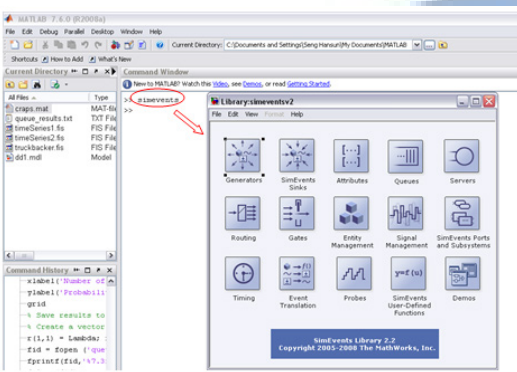 MATLAB 7.6.0 (R2008a)
File Edit Debug Parallel Desktop Window Help
Current Directory: C:\Documents and Settings\Seng Hansun\My Documents\MATLAB
Shortcuts How to Add What's New
Current Directory
Command Window
New to MATLAB? Watch this Video, see Demos, or read Getting Started.
All Files
Type
craps.mat MAT-file
queue_results.txt TXT File
timeSeries1.fis FIS File
timeSeries2.fis FIS File
truckbacker.fis FIS File
dd1.mdl Model
>> simevents
>>
Library:simeventsv2
File Edit View Format Help
Generators
SimEvents Sinks
Attributes
Queues
Servers
Routing
Gates
Entity Management
Signal Management
SimEvents Ports and Subsystems
y=f(u)
Timing
Event Translation
Probes
SimEvents User-Defined Functions
Demos
SimEvents Library 2.2
Copyright 2005-2008 The MathWorks, Inc.
Command History
xlabel('Number of
ylabel('Probabili
grid
% Save results to
% Create a vector
r(1,1) = Lambda;
fid = fopen ('que
fprintf(fid,'%7.3